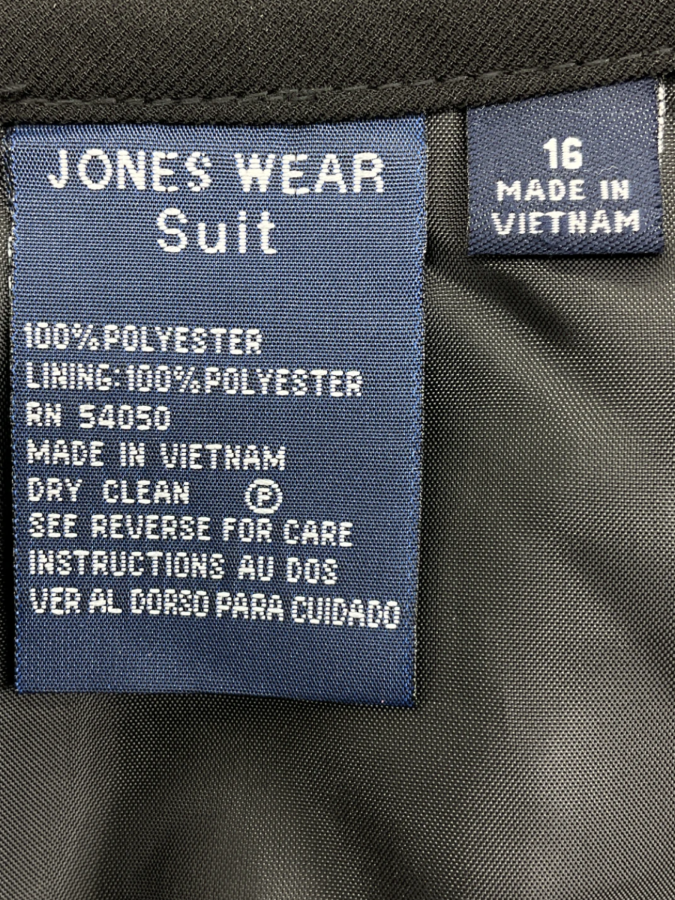 JONES WEAR
Suit
100% POLYESTER
LINING: 100% POLYESTER
RN 54050
MADE IN VIETNAM
DRY CLEAN Ⓟ
SEE REVERSE FOR CARE
INSTRUCTIONS AU DOS
VER AL DORSO PARA CUIDADO
16
MADE IN
VIETNAM